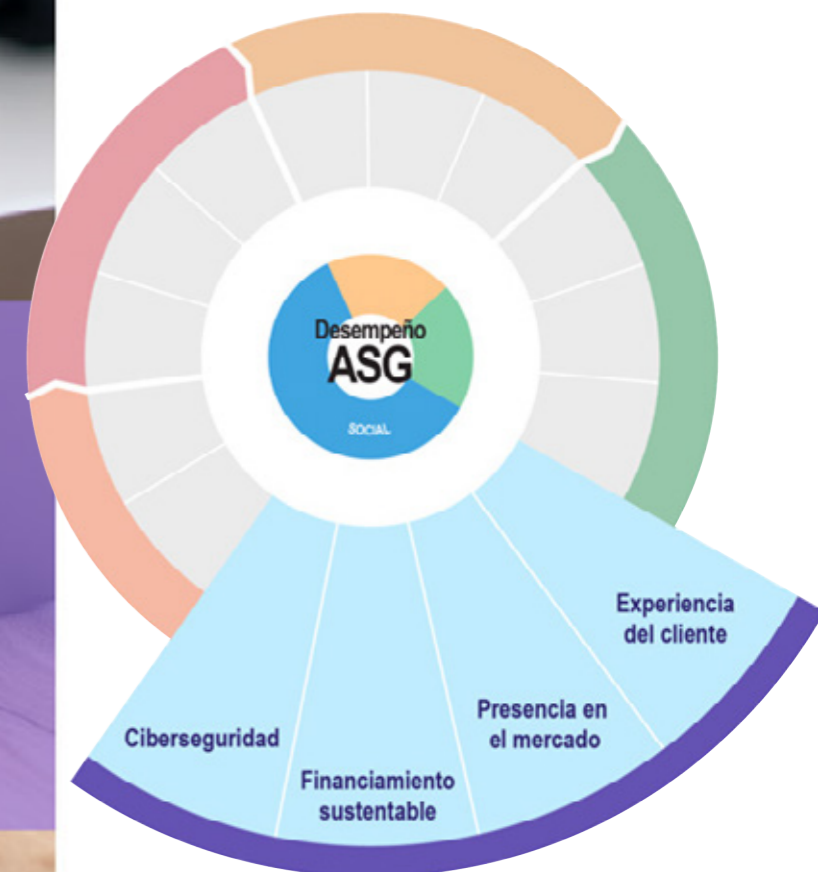 Desempeño
ASG
SOCIAL
Experiencia
del cliente
Presencia en
el mercado
Ciberseguridad
Financiamiento
sustentable